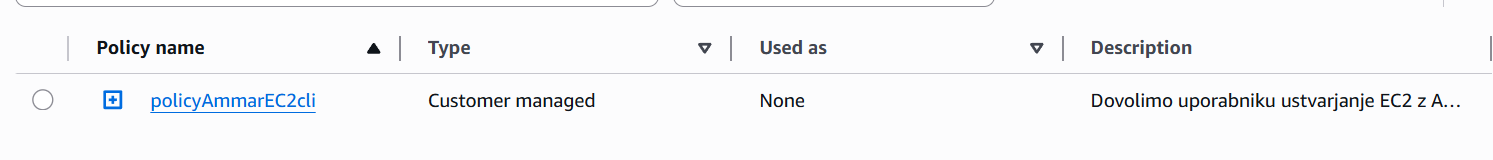 Policy name Type Used as Description
policyAmmarEC2cli Customer managed None Dovolimo uporabniku ustvarjanje EC2 z A…